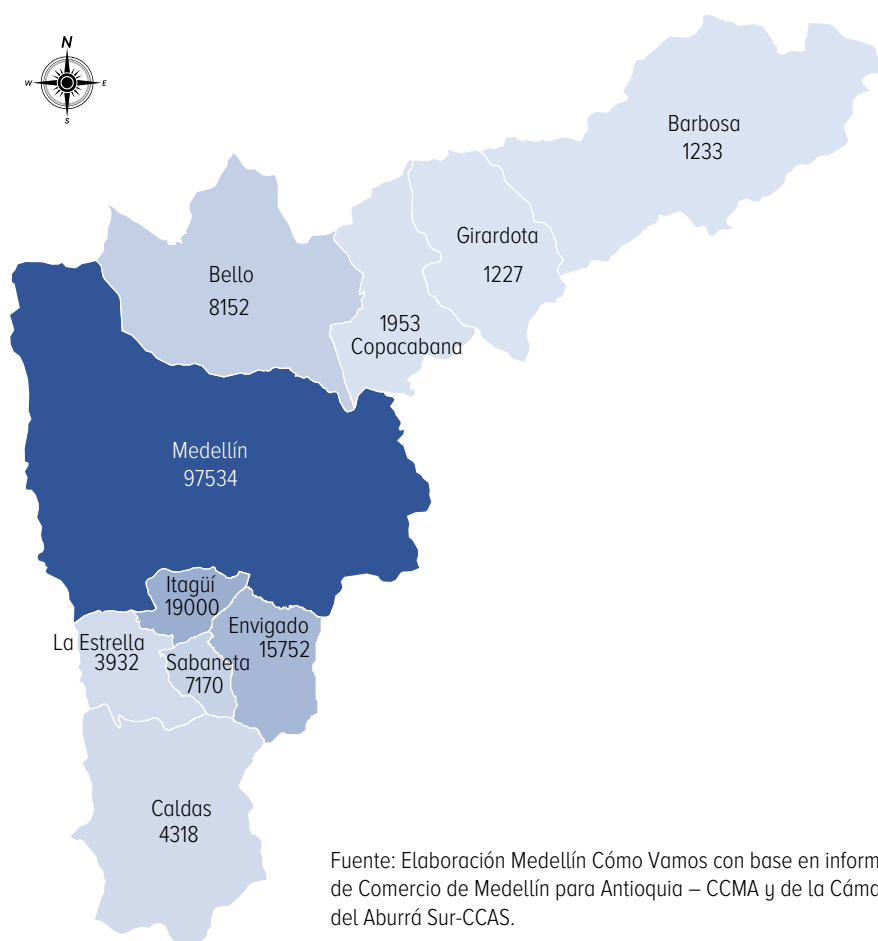 N
W
E
S
Barbosa
1233
Girardota
1227
Bello
8152
1953
Copacabana
Medellín
97534
Itagüí
19000
Envigado
15752
La Estrella
3932
Sabaneta
7170
Caldas
4318
Fuente: Elaboración Medellín Cómo Vamos con base en inform
de Comercio de Medellín para Antioquia – CCMA y de la Cáma
del Aburrá Sur-CCAS.